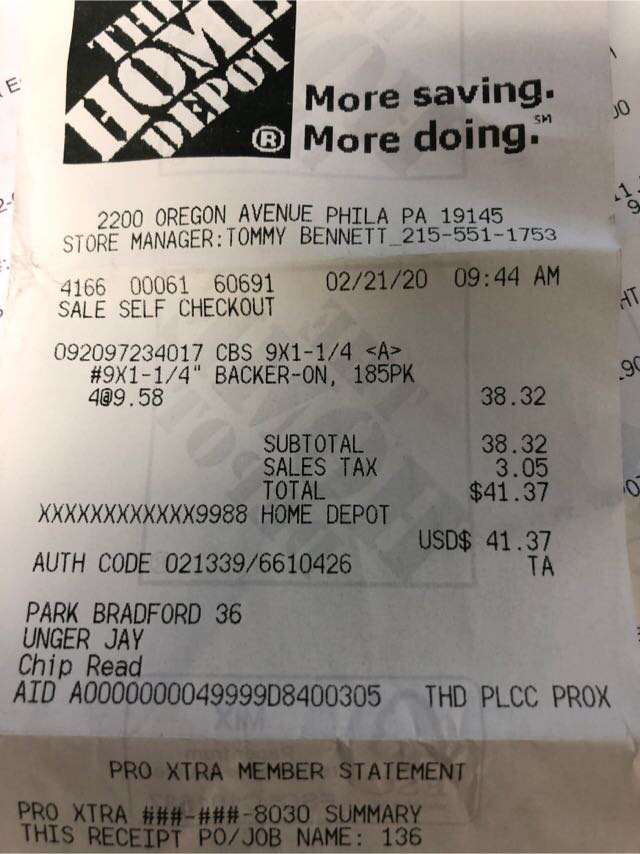 THE
HOME
DEPOT
®
More saving.
More doing.℠
2200 OREGON AVENUE PHILA PA 19145
STORE MANAGER:TOMMY BENNETT 215-551-1753
4166 00061 60691 02/21/20 09:44 AM
SALE SELF CHECKOUT
092097234017 CBS 9X1-1/4 <A>
#9X1-1/4" BACKER-ON, 185PK
4@9.58 38.32
SUBTOTAL 38.32
SALES TAX 3.05
TOTAL $41.37
XXXXXXXXXXXX9988 HOME DEPOT
USD$ 41.37
AUTH CODE 021339/6610426 TA
PARK BRADFORD 36
UNGER JAY
Chip Read
AID A0000000049999D8400305 THD PLCC PROX
PRO XTRA MEMBER STATEMENT
PRO XTRA ###-###-8030 SUMMARY
THIS RECEIPT PO/JOB NAME: 136